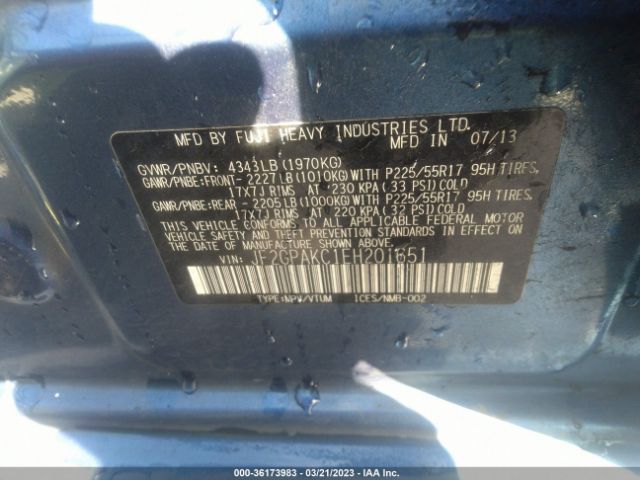 MFD BY FUJI HEAVY INDUSTRIES LTD.
MFD IN 07/13
GVWR/PNBV: 4343LB(1970KG)
GAWR/PNBE:FRONT-2227LB(1010KG)WITH P225/55R17 95H TIRES,
17X7J RIMS AT 230 KPA(33 PSI)COLD
GAWR/PNBE:REAR -2205LB(1000KG)WITH P225/55R17 95H TIRES,
17X7J RIMS AT 220 KPA(32 PSI)COLD
THIS VEHICLE CONFORMS TO ALL APPLICABLE FEDERAL MOTOR
VEHICLE SAFETY AND THEFT PREVENTION STANDARDS IN EFFECT ON
THE DATE OF MANUFACTURE SHOWN ABOVE.
VIN: JF2GPAKC1EH201651
TYPE:MPV/VTUM ICES/NMB-002
000-36173983 - 03/21/2023 - IAA Inc.